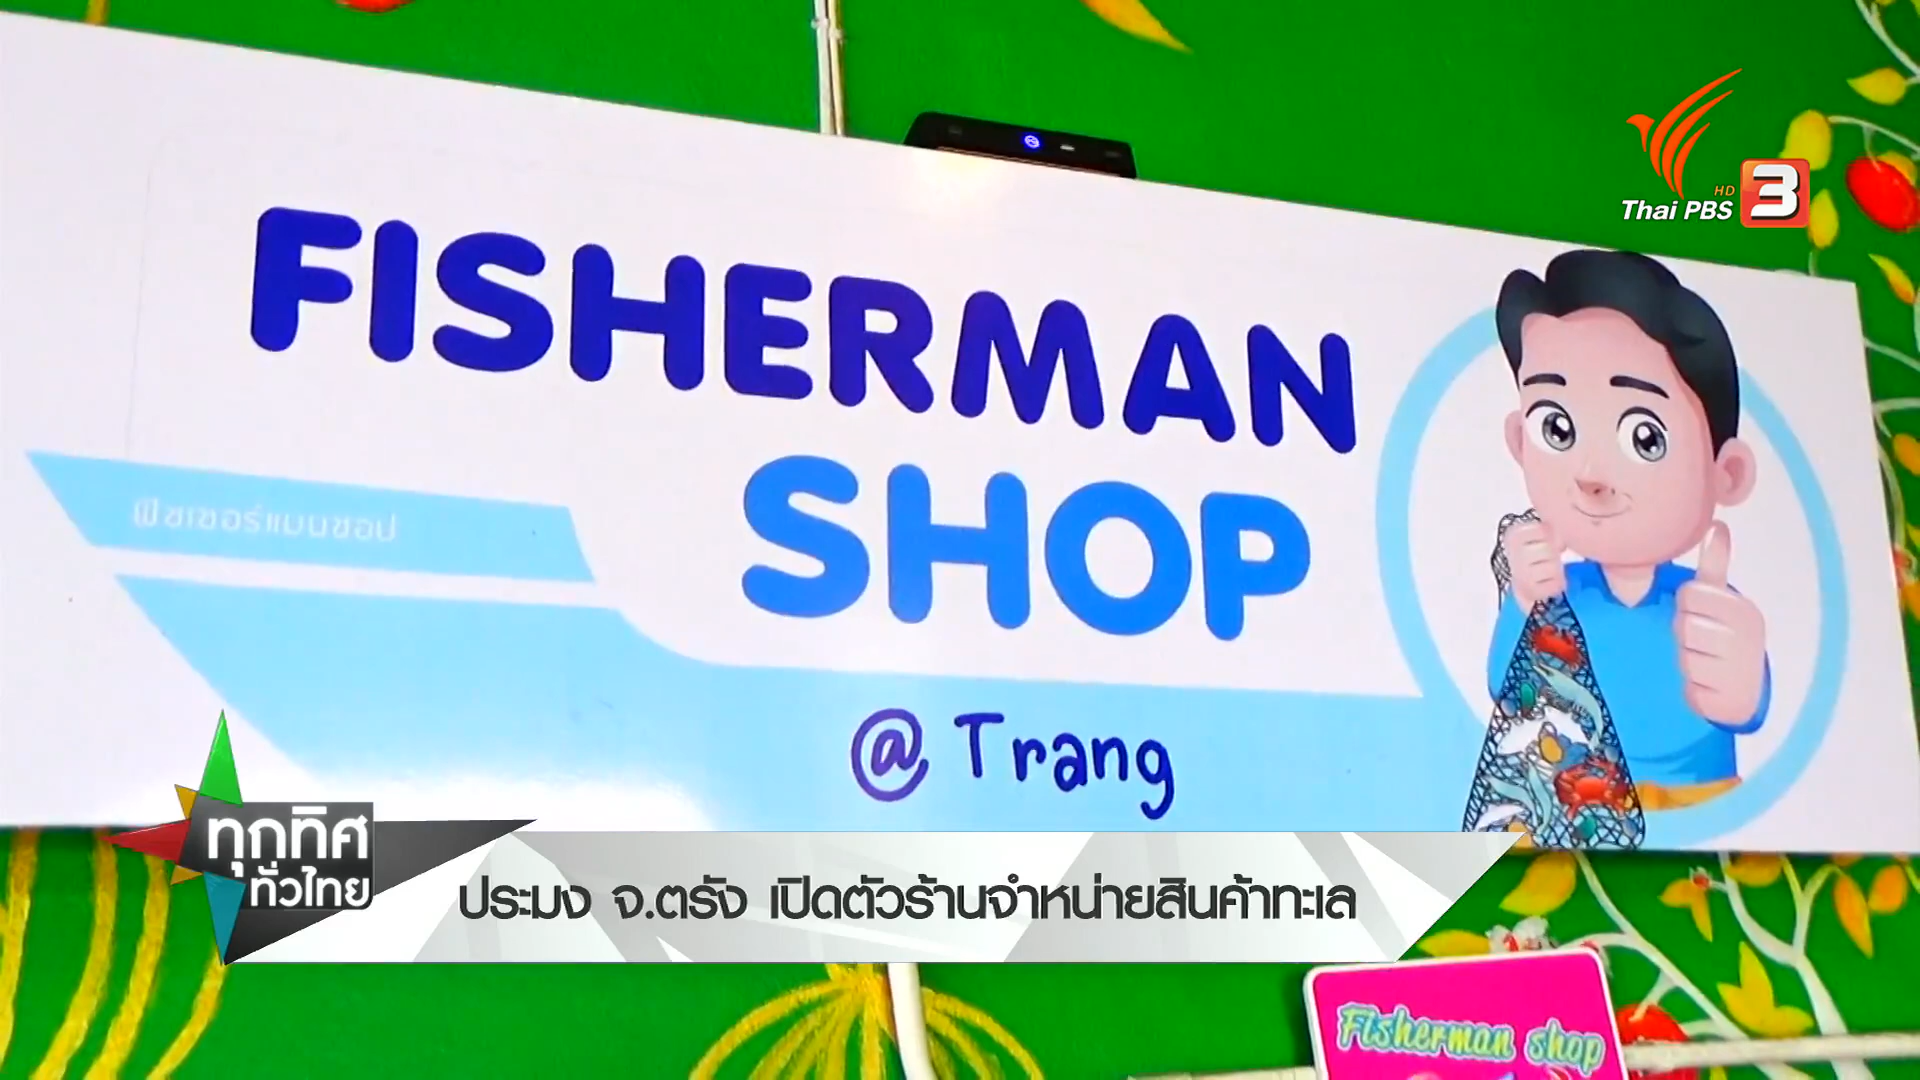 HD
Thai PBS 3
FISHERMAN
SHOP
ฟิชเชอร์แมนชอป
@ Trang
ทุกทิศ
ทั่วไทย
ประมง จ.ตรัง เปิดตัวร้านจำหน่ายสินค้าทะเล
Fisherman shop